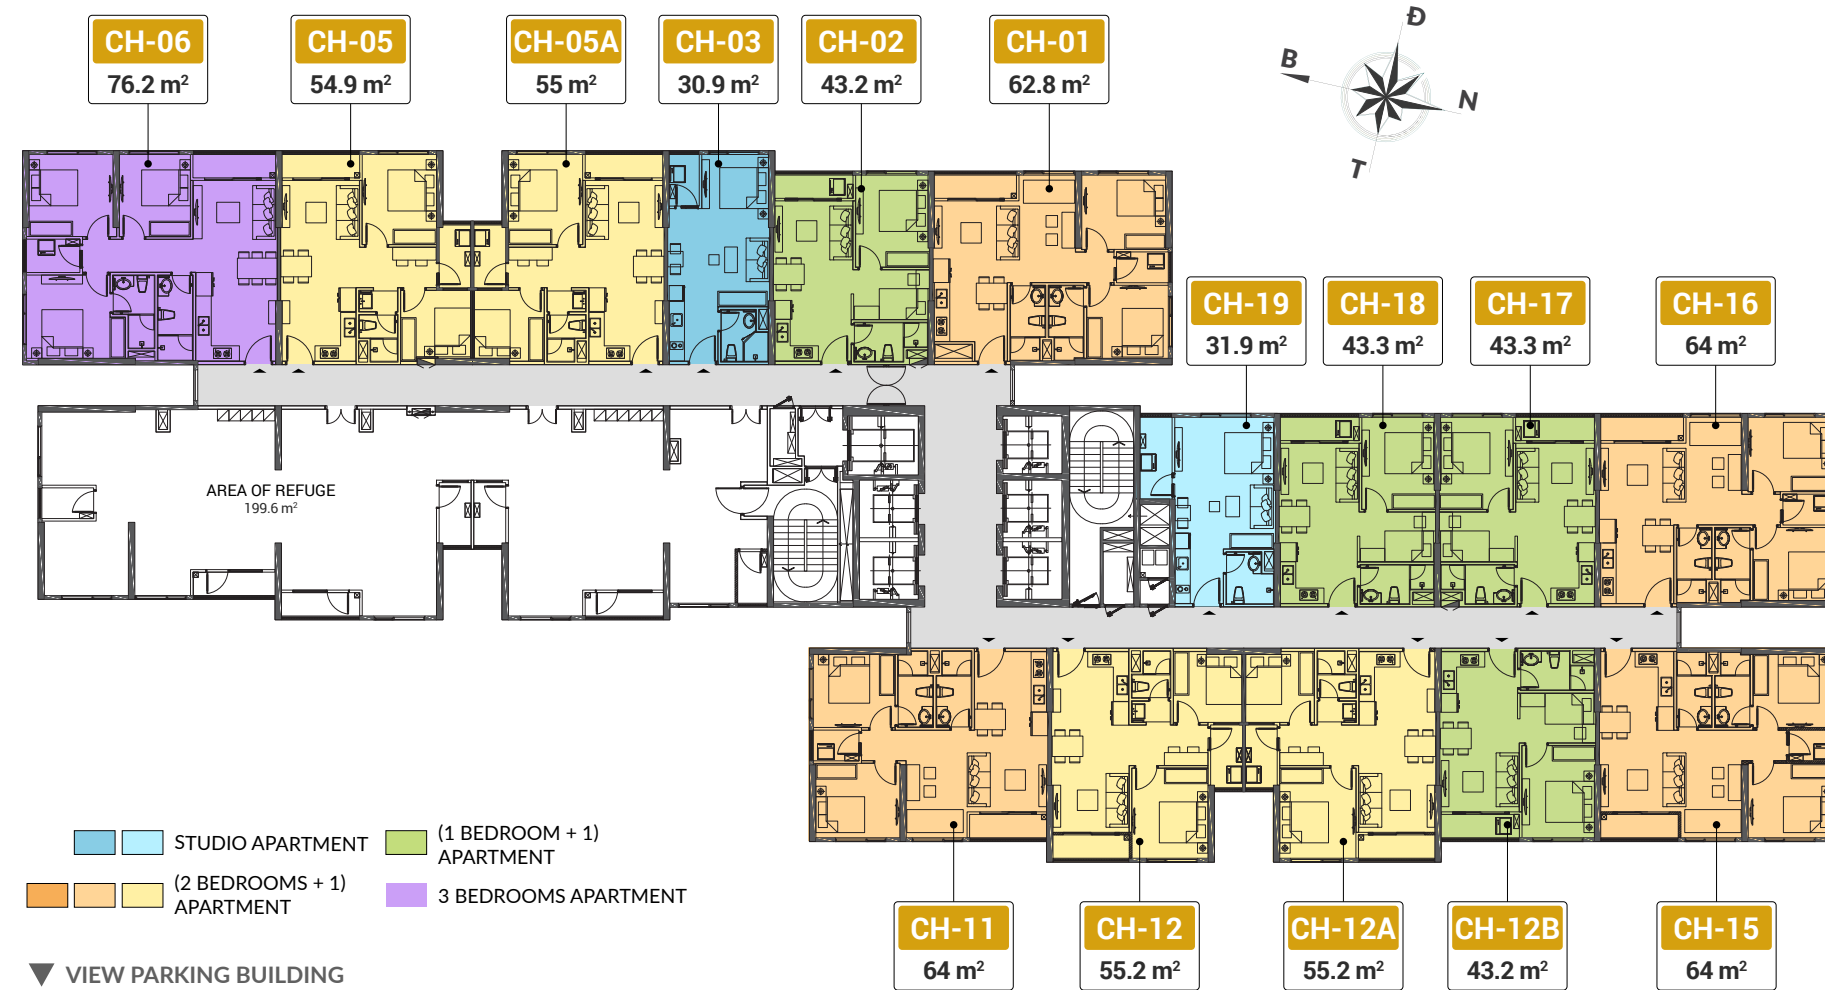 CH-06
76.2 m²
CH-05
54.9 m²
CH-05A
55 m²
CH-03
30.9 m²
CH-02
43.2 m²
CH-01
62.8 m²
Đ
B
N
T
CH-19
31.9 m²
CH-18
43.3 m²
CH-17
43.3 m²
CH-16
64 m²
AREA OF REFUGE
199.6 m²
STUDIO APARTMENT
(1 BEDROOM + 1)
APARTMENT
(2 BEDROOMS + 1)
APARTMENT
3 BEDROOMS APARTMENT
CH-11
64 m²
CH-12
55.2 m²
CH-12A
55.2 m²
CH-12B
43.2 m²
CH-15
64 m²
VIEW PARKING BUILDING